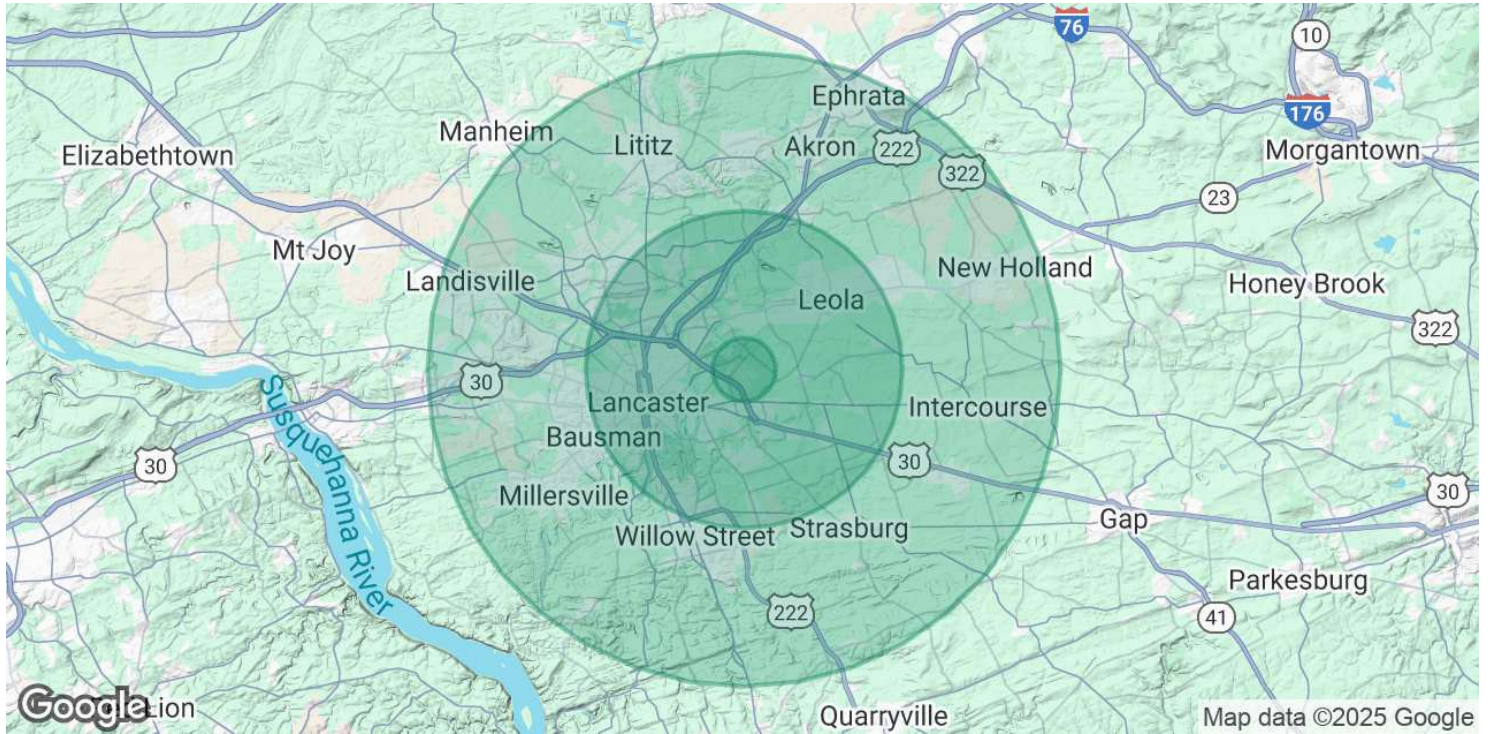 76
10
Ephrata
176
Manheim
Lititz
Akron
222
Elizabethtown
Morgantown
322
23
Mt Joy
Landisville
New Holland
Leola
Honey Brook
322
30
Lancaster
Intercourse
Susquehanna River
Bausman
30
30
Millersville
30
Gap
Willow Street
Strasburg
Parkesburg
222
41
Google
Lion
Quarryville
Map data ©2025 Google